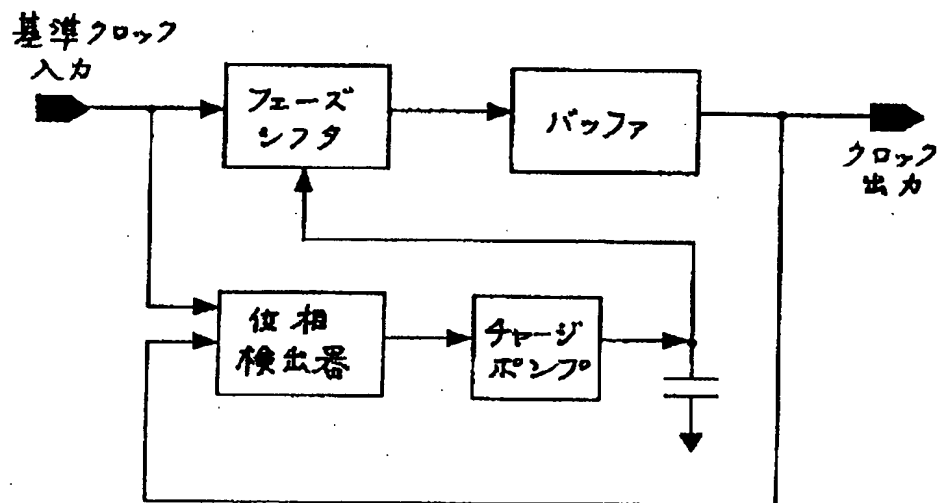 基準クロック
入力
フェーズ
シフタ
バッファ
クロック
出力
位相
検出器
チャージ
ポンプ